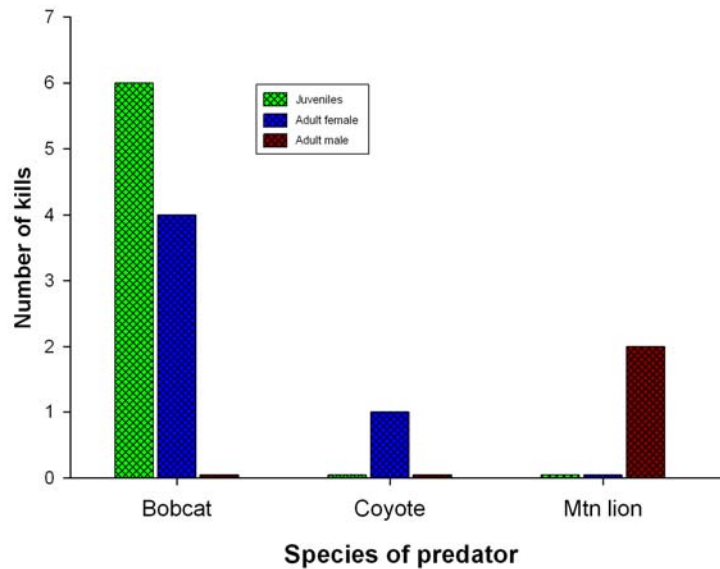 7
6
5
4
3
2
1
0
Number of kills
Juveniles
Adult female
Adult male
Bobcat Coyote Mtn lion
Species of predator